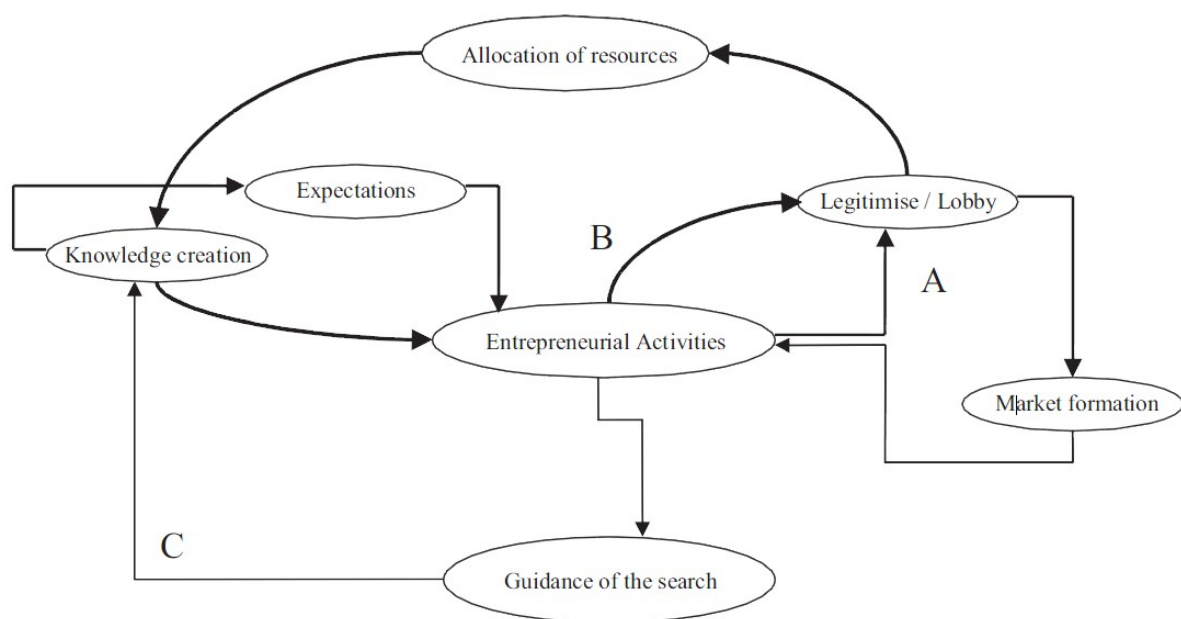 Allocation of resources
Expectations
Legitimise / Lobby
B
Knowledge creation
A
Entrepreneurial Activities
Market formation
C
Guidance of the search